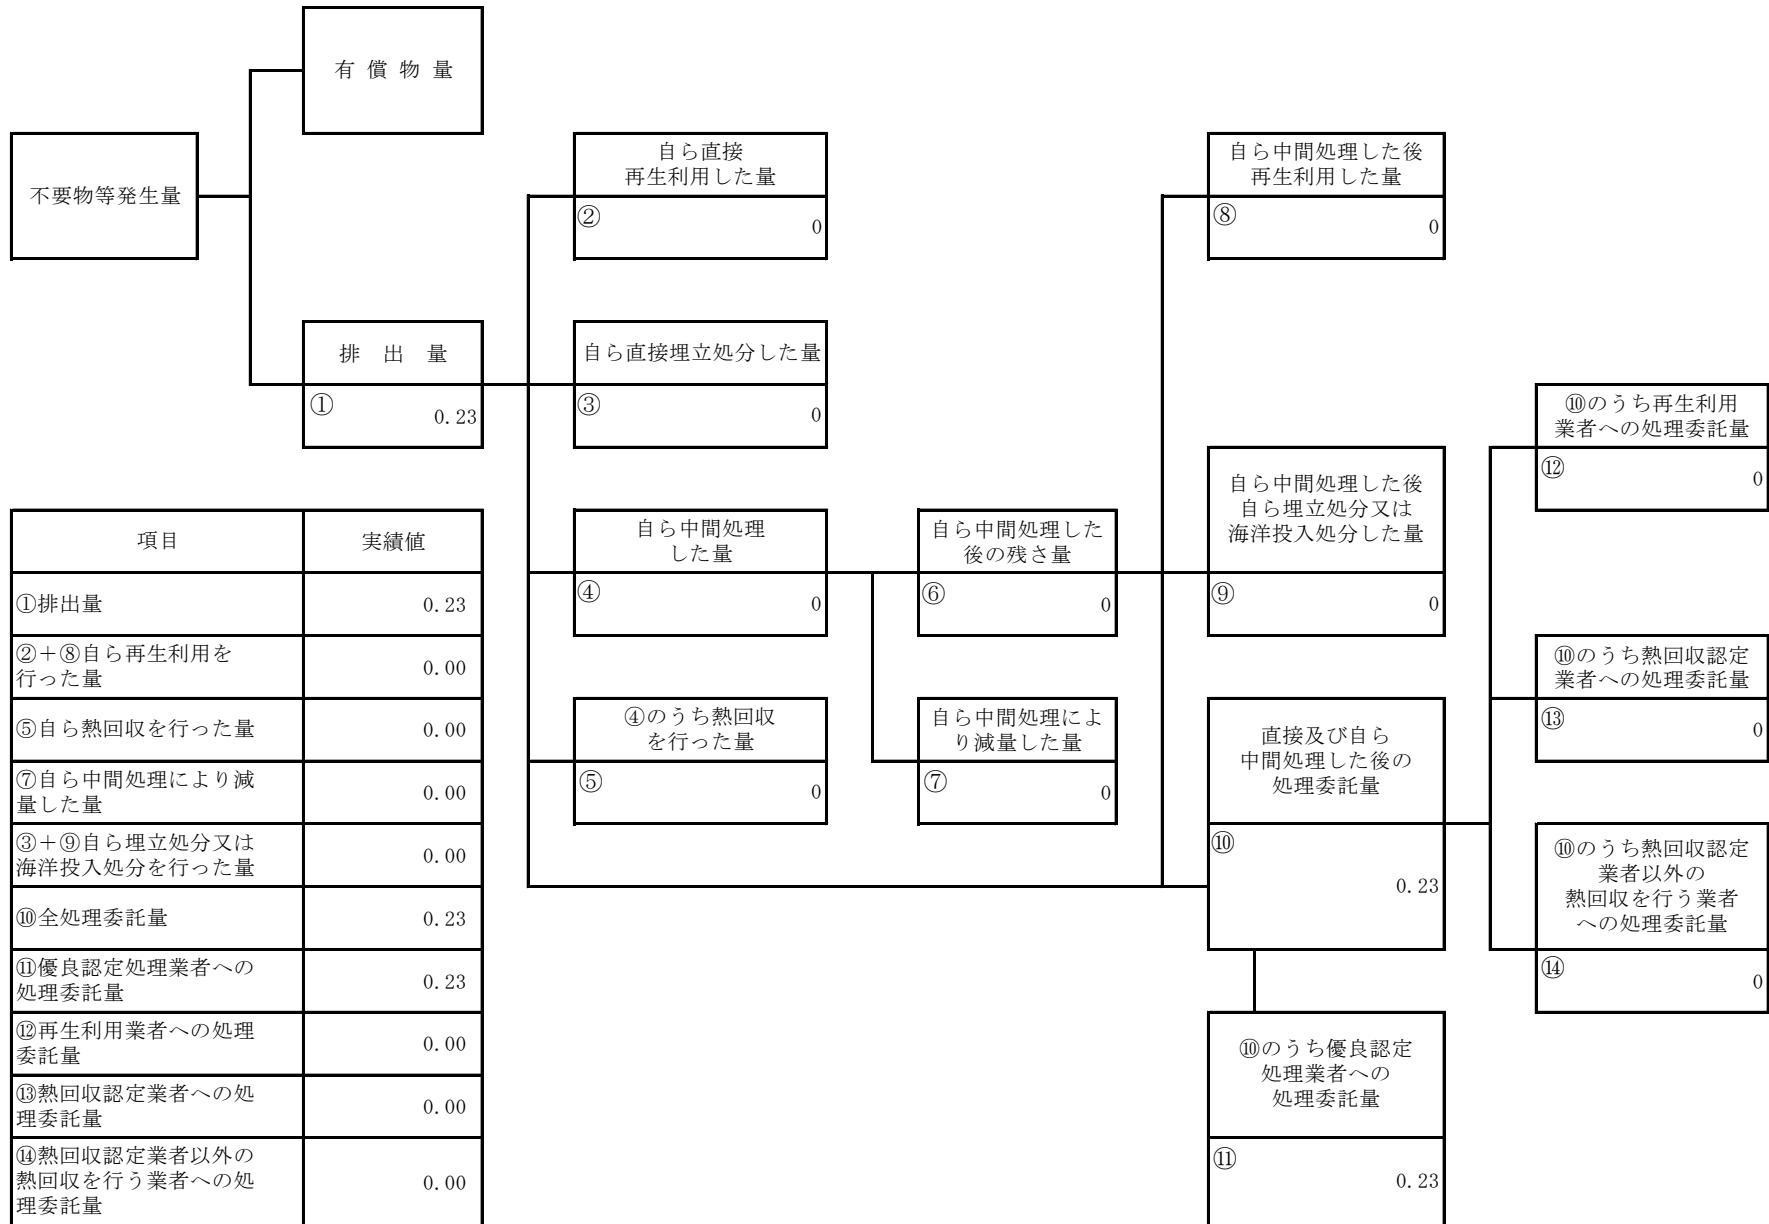 有償物量
不要物等発生量
排出量
① 0.23
自ら直接
再生利用した量
② 0
自ら直接埋立処分した量
③ 0
自ら中間処理
した量
④ 0
④のうち熱回収
を行った量
⑤ 0
自ら中間処理した
後の残さ量
⑥ 0
自ら中間処理によ
り減量した量
⑦ 0
自ら中間処理した後
再生利用した量
⑧ 0
自ら中間処理した後
自ら埋立処分又は
海洋投入処分した量
⑨ 0
直接及び自ら
中間処理した後の
処理委託量
⑩
0.23
⑩のうち優良認定
処理業者への
処理委託量
⑪
0.23
⑩のうち再生利用
業者への処理委託量
⑫ 0
⑩のうち熱回収認定
業者への処理委託量
⑬ 0
⑩のうち熱回収認定
業者以外の
熱回収を行う業者
への処理委託量
⑭ 0
項目 実績値
①排出量 0.23
②+⑧自ら再生利用を
行った量 0.00
⑤自ら熱回収を行った量 0.00
⑦自ら中間処理により減
量した量 0.00
③+⑨自ら埋立処分又は
海洋投入処分を行った量 0.00
⑩全処理委託量 0.23
⑪優良認定処理業者への
処理委託量 0.23
⑫再生利用業者への処理
委託量 0.00
⑬熱回収認定業者への処
理委託量 0.00
⑭熱回収認定業者以外の
熱回収を行う業者への処
理委託量 0.00